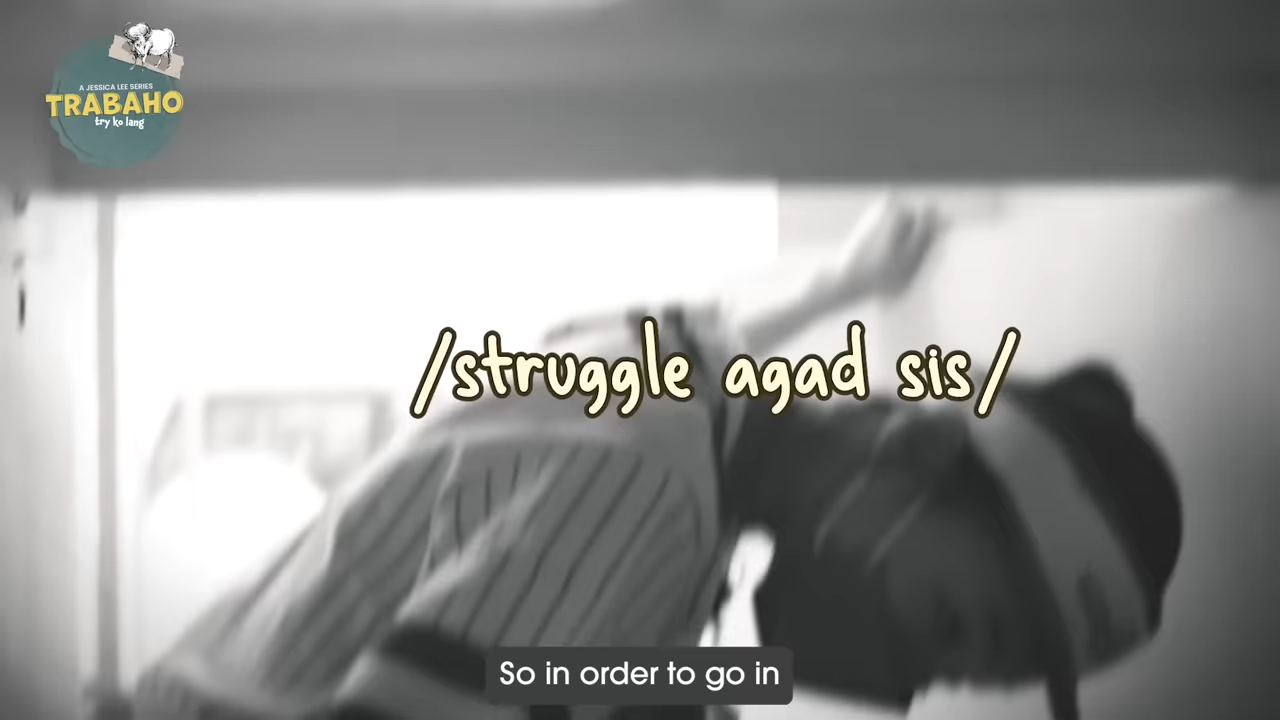 A JESSICA LEE SERIES
TRABAHO
try ko lang
/struggle agad sis/
So in order to go in